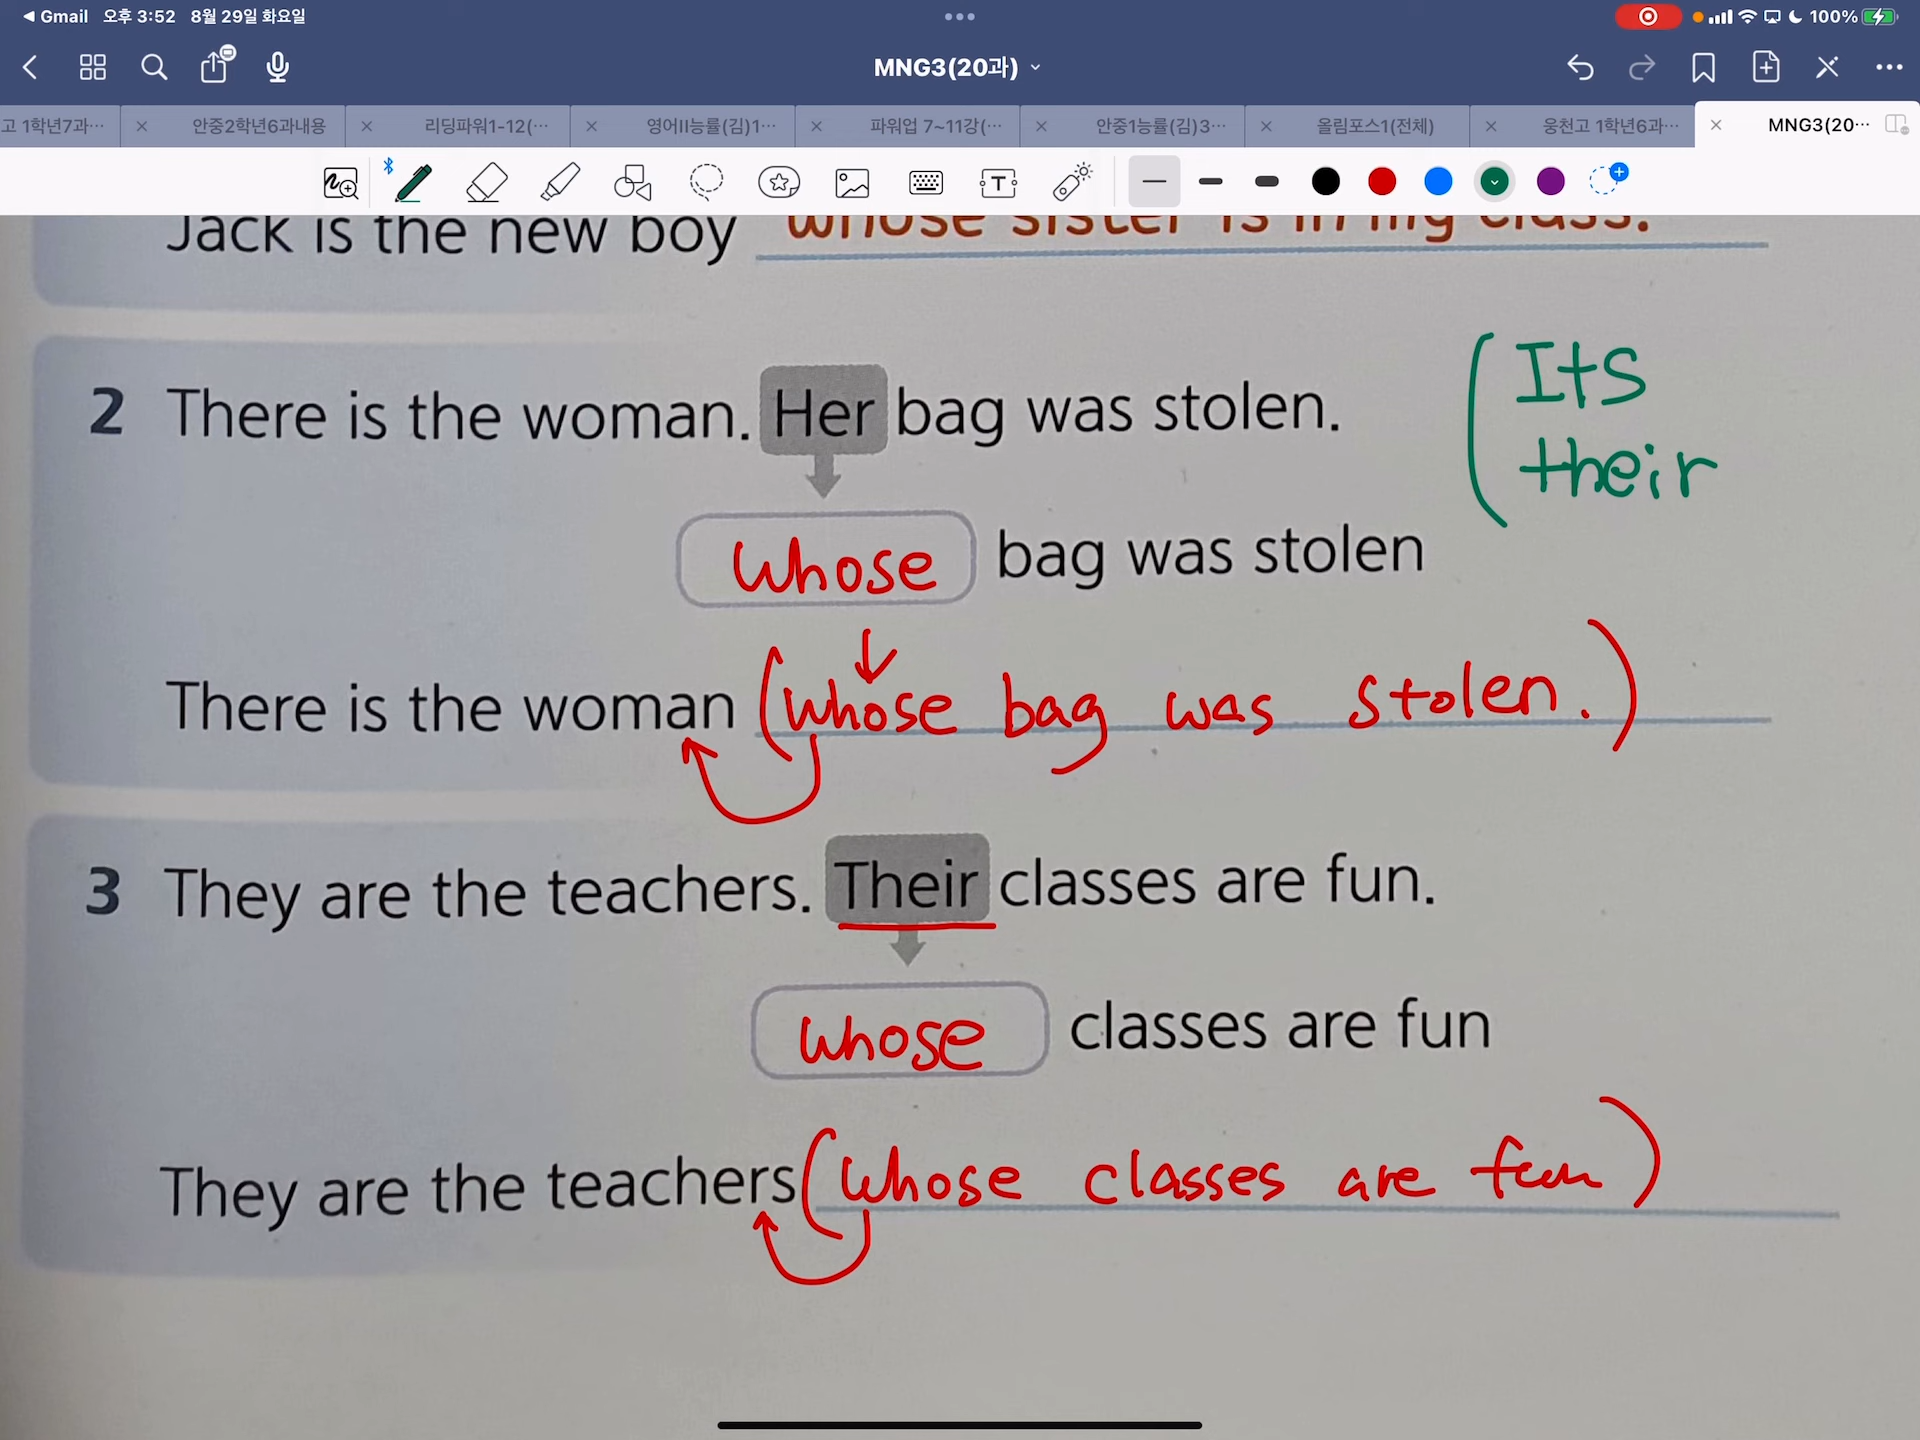 Gmail 오후 3:52 8월 29일 화요일 100%
MNG3(20과)
고 1학년7과··· 안중2학년6과내용 리딩파워1-12(··· 영어II능률(김)1··· 파워업 7~11강(··· 안중1능률(김)3··· 올림포스1(전체) 웅천고 1학년6과··· MNG3(20···
Jack is the new boy whose sister is in my class.
Its
2 There is the woman. Her bag was stolen.
their
whose bag was stolen
There is the woman (whose bag was stolen.)
3 They are the teachers. Their classes are fun.
whose classes are fun
They are the teachers (whose classes are fun)